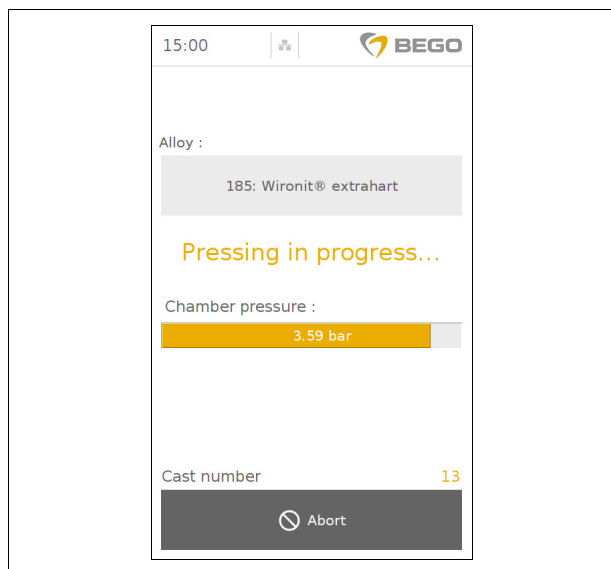 15:00 BEGO
Alloy :
185: Wironit® extrahart
Pressing in progress...
Chamber pressure :
3.59 bar
Cast number 13
Abort